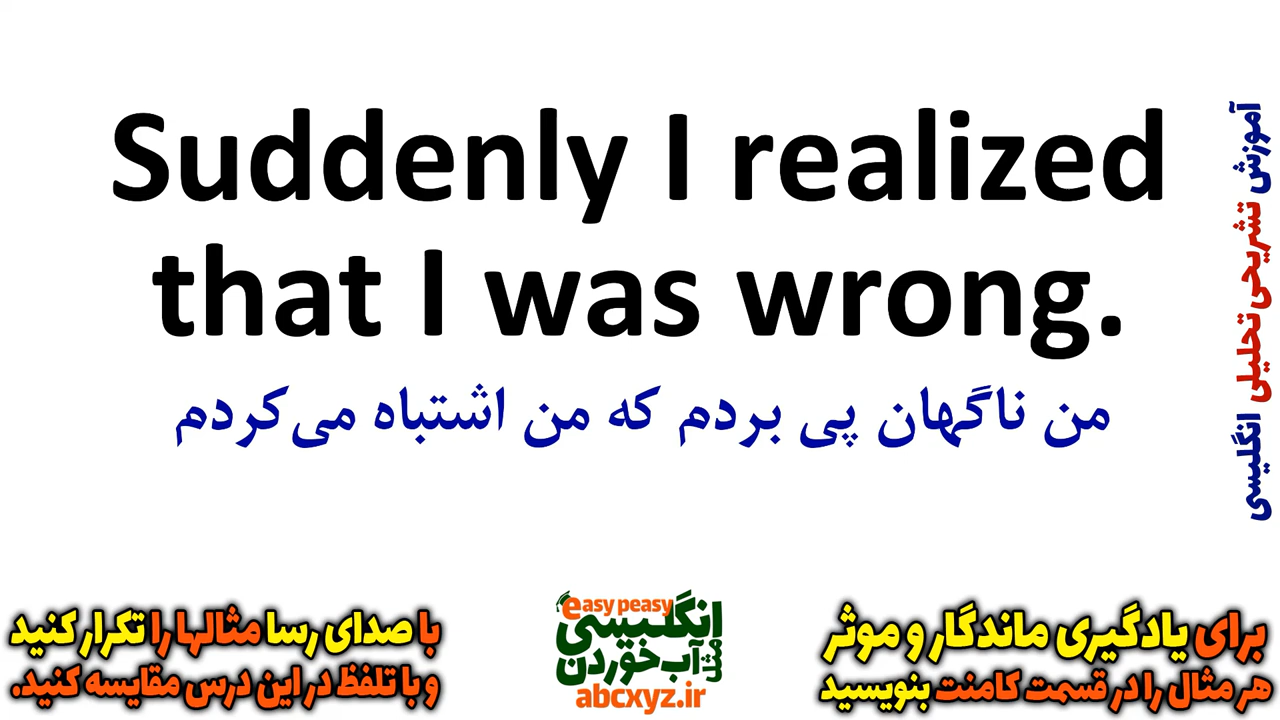 Suddenly I realized
that I was wrong.
من ناگهان پی بردم که من اشتباه می‌کردم
آموزش تشریحی تحلیلی انگلیسی
برای یادگیری ماندگار و موثر
هر مثال را در قسمت کامنت بنویسید
easy peasy
انگلیسی
مثل آب خوردن
abcxyz.ir
با صدای رسا مثالها را تکرار کنید
و با تلفظ در این درس مقایسه کنید.